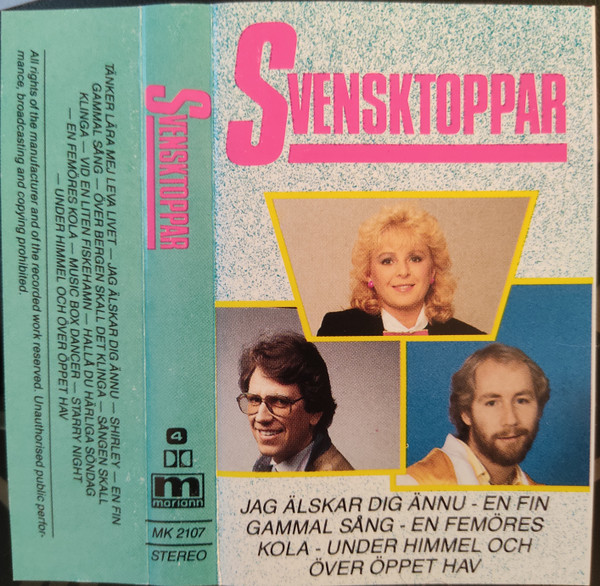 SVENSKTOPPAR
JAG ÄLSKAR DIG ÄNNU - EN FIN
GAMMAL SÅNG - EN FEMÖRES
KOLA - UNDER HIMMEL OCH
ÖVER ÖPPET HAV
SVENSKTOPPAR
4
m
mariann
MK 2107
STEREO
TÄNKER LÄRA MEJ LEVA LIVET — JAG ÄLSKAR DIG ÄNNU — SHIRLEY — EN FIN
GAMMAL SÅNG — ÖVER BERGEN SKALL DET KLINGA — SÅNGEN SKALL
KLINGA — VID EN LITEN FISKEHAMN — HALLÅ DU HÄRLIGA SÖNDAG
— EN FEMÖRES KOLA — MUSIC BOX DANCER — STARRY NIGHT
— UNDER HIMMEL OCH ÖVER ÖPPET HAV
All rights of the manufacturer and of the recorded work reserved. Unauthorised public perfor-
mance, broadcasting and copying prohibited.